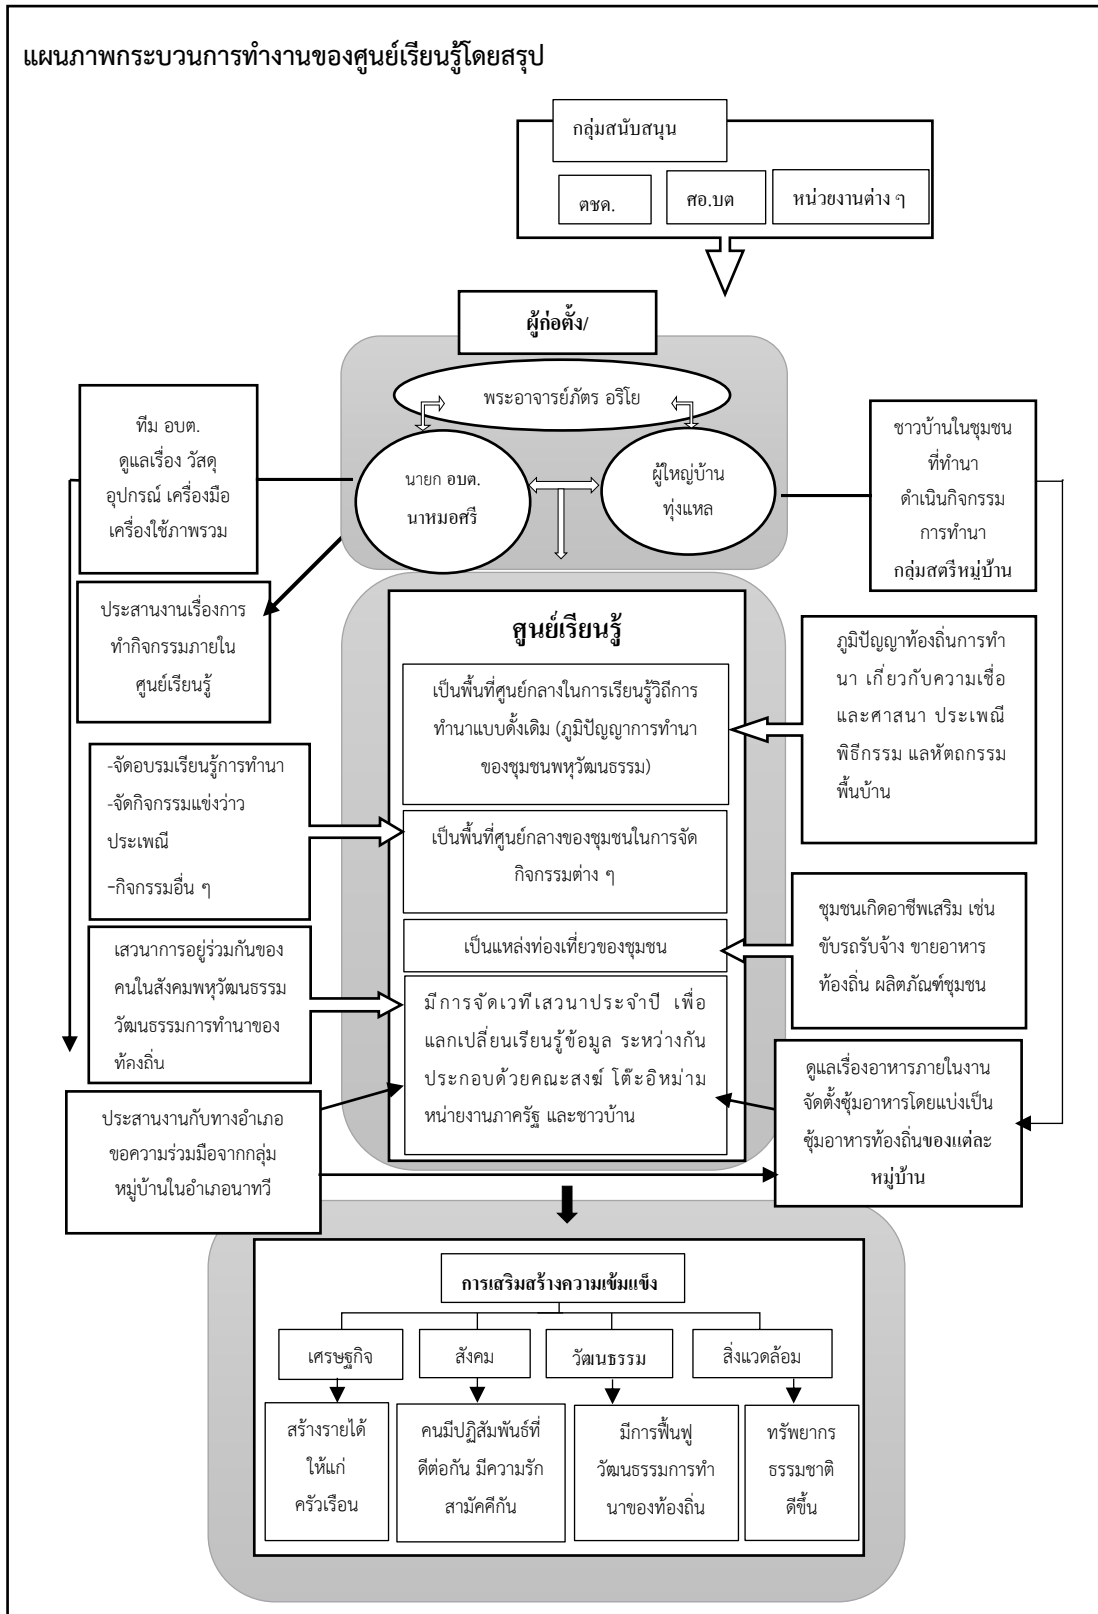 แผนภาพกระบวนการทำงานของศูนย์เรียนรู้โดยสรุป
กลุ่มสนับสนุน
ตชด.
ศอ.บต
หน่วยงานต่าง ๆ
ผู้ก่อตั้ง/
พระอาจารย์ภัตร อริโย
นายก อบต.
นาหมอศรี
ผู้ใหญ่บ้าน
ทุ่งแหล
ทีม อบต.
ดูแลเรื่อง วัสดุ
อุปกรณ์ เครื่องมือ
เครื่องใช้ภาพรวม
ชาวบ้านในชุมชน
ที่ทำนา
ดำเนินกิจกรรม
การทำนา
กลุ่มสตรีหมู่บ้าน
ประสานงานเรื่องการ
ทำกิจกรรมภายใน
ศูนย์เรียนรู้
ศูนย์เรียนรู้
เป็นพื้นที่ศูนย์กลางในการเรียนรู้วิถีการ
ทำนาแบบดั้งเดิม (ภูมิปัญญาการทำนา
ของชุมชนพหุวัฒนธรรม)
ภูมิปัญญาท้องถิ่นการทำ
นา เกี่ยวกับความเชื่อ
และศาสนา ประเพณี
พิธีกรรม แลหัตถกรรม
พื้นบ้าน
-จัดอบรมเรียนรู้การทำนา
-จัดกิจกรรมแข่งว่าว
ประเพณี
-กิจกรรมอื่น ๆ
เป็นพื้นที่ศูนย์กลางของชุมชนในการจัด
กิจกรรมต่าง ๆ
เป็นแหล่งท่องเที่ยวของชุมชน
ชุมชนเกิดอาชีพเสริม เช่น
ขับรถรับจ้าง ขายอาหาร
ท้องถิ่น ผลิตภัณฑ์ชุมชน
เสวนาการอยู่ร่วมกันของ
คนในสังคมพหุวัฒนธรรม
วัฒนธรรมการทำนาของ
ท้องถิ่น
มีการจัดเวทีเสวนาประจำปี เพื่อ
แลกเปลี่ยนเรียนรู้ข้อมูล ระหว่างกัน
ประกอบด้วยคณะสงฆ์ โต๊ะอิหม่าม
หน่ายงานภาครัฐ และชาวบ้าน
ดูแลเรื่องอาหารภายในงาน
จัดตั้งซุ้มอาหารโดยแบ่งเป็น
ซุ้มอาหารท้องถิ่นของแต่ละ
หมู่บ้าน
ประสานงานกับทางอำเภอ
ขอความร่วมมือจากกลุ่ม
หมู่บ้านในอำเภอนาทวี
การเสริมสร้างความเข้มแข็ง
เศรษฐกิจ
สังคม
วัฒนธรรม
สิ่งแวดล้อม
สร้างรายได้
ให้แก่
ครัวเรือน
คนมีปฏิสัมพันธ์ที่
ดีต่อกัน มีความรัก
สามัคคีกัน
มีการฟื้นฟู
วัฒนธรรมการทำ
นาของท้องถิ่น
ทรัพยากร
ธรรมชาติ
ดีขึ้น